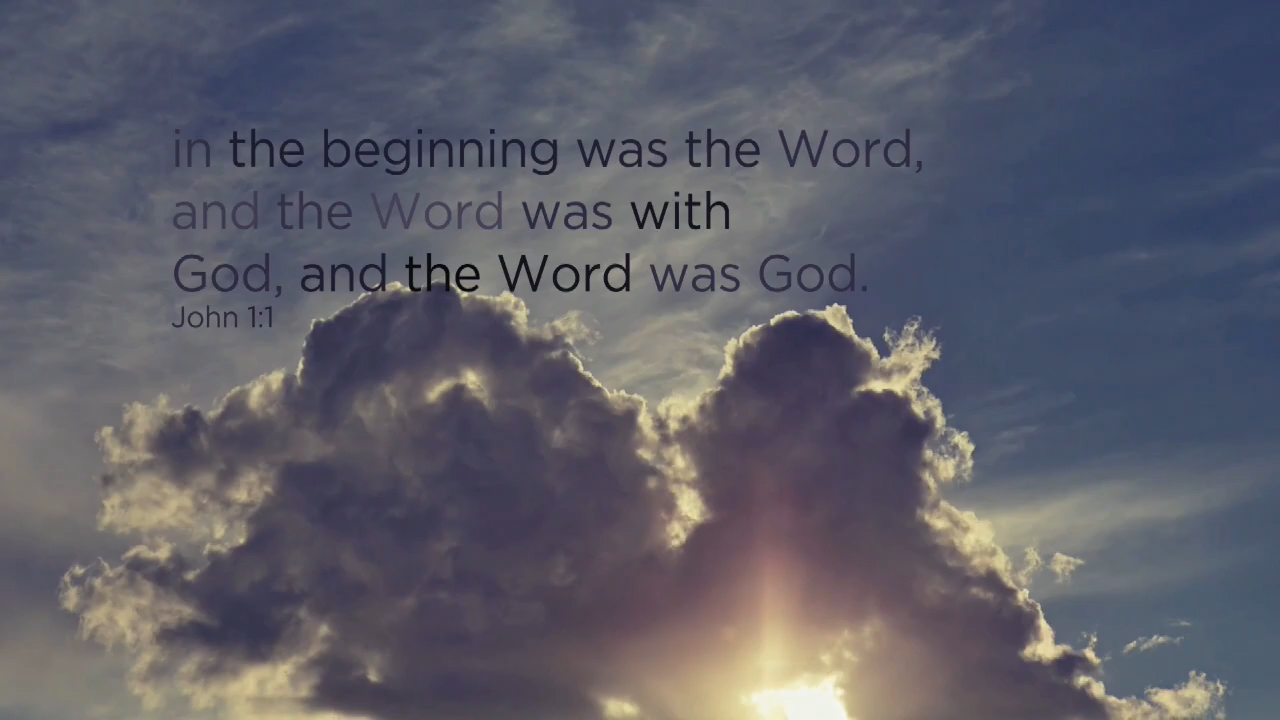 in the beginning was the Word,
and the Word was with
God, and the Word was God.
John 1:1